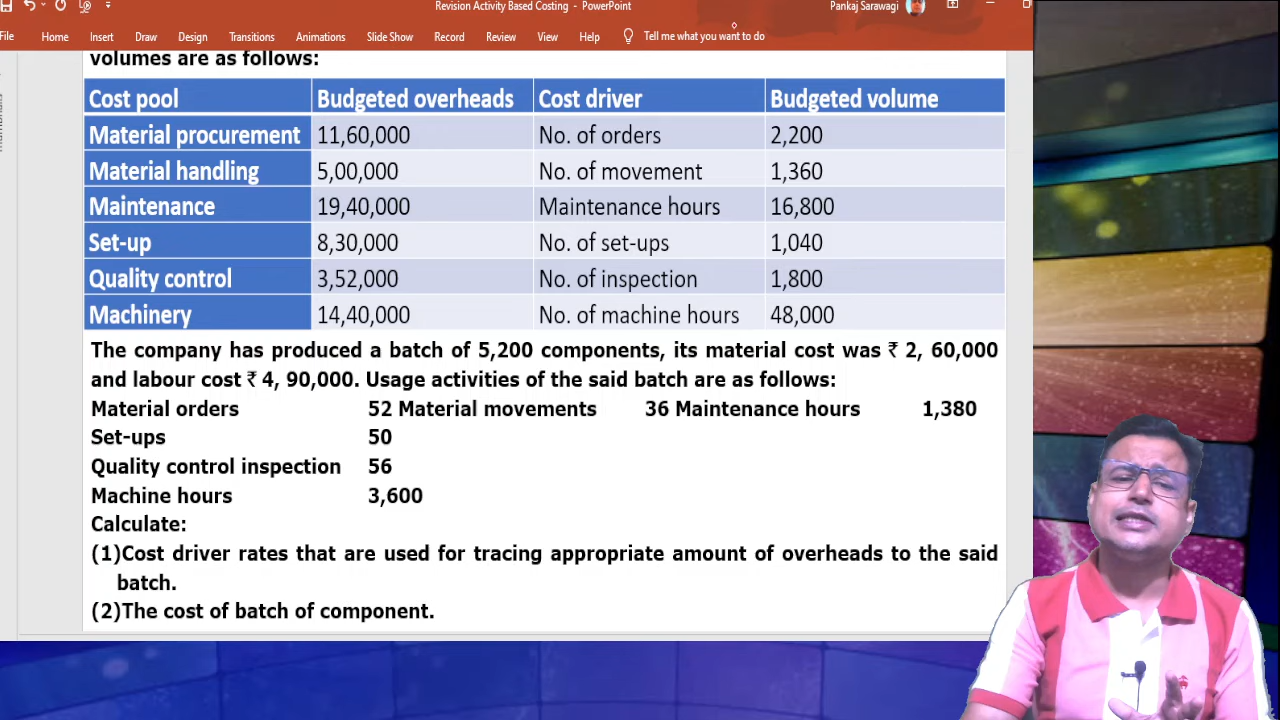 Revision Activity Based Costing - PowerPoint
Pankaj Sarawagi
File Home Insert Draw Design Transitions Animations Slide Show Record Review View Help Tell me what you want to do
volumes are as follows:
Cost pool Budgeted overheads Cost driver Budgeted volume
Material procurement 11,60,000 No. of orders 2,200
Material handling 5,00,000 No. of movement 1,360
Maintenance 19,40,000 Maintenance hours 16,800
Set-up 8,30,000 No. of set-ups 1,040
Quality control 3,52,000 No. of inspection 1,800
Machinery 14,40,000 No. of machine hours 48,000
The company has produced a batch of 5,200 components, its material cost was ₹ 2, 60,000
and labour cost ₹ 4, 90,000. Usage activities of the said batch are as follows:
Material orders 52 Material movements 36 Maintenance hours 1,380
Set-ups 50
Quality control inspection 56
Machine hours 3,600
Calculate:
(1)Cost driver rates that are used for tracing appropriate amount of overheads to the said
batch.
(2)The cost of batch of component.